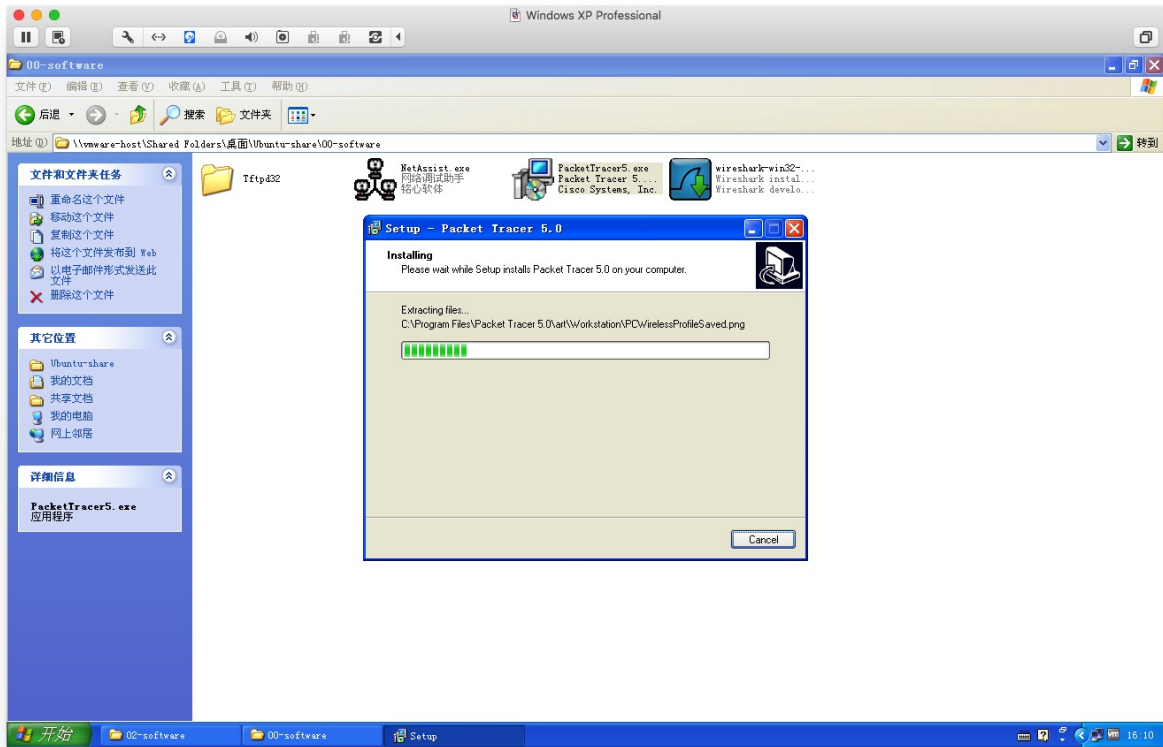 Windows XP Professional
00-software
文件(F) 编辑(E) 查看(V) 收藏(A) 工具(T) 帮助(H)
后退 搜索 文件夹
地址(D) \\vmware-host\Shared Folders\桌面\Ubuntu-share\00-software 转到
文件和文件夹任务
重命名这个文件
移动这个文件
复制这个文件
将这个文件发布到 Web
以电子邮件形式发送此
文件
删除这个文件
其它位置
Ubuntu-share
我的文档
共享文档
我的电脑
网上邻居
详细信息
PacketTracer5.exe
应用程序
Tftpd32
NetAssist.exe
网络调试助手
铭心软体
PacketTracer5.exe
Packet Tracer 5....
Cisco Systems, Inc.
wireshark-win32-...
Wireshark instal...
Wireshark develo...
Setup - Packet Tracer 5.0
Installing
Please wait while Setup installs Packet Tracer 5.0 on your computer.
Extracting files...
C:\Program Files\Packet Tracer 5.0\art\Workstation\PCWirelessProfileSaved.png
Cancel
开始 02-software 00-software Setup 16:10